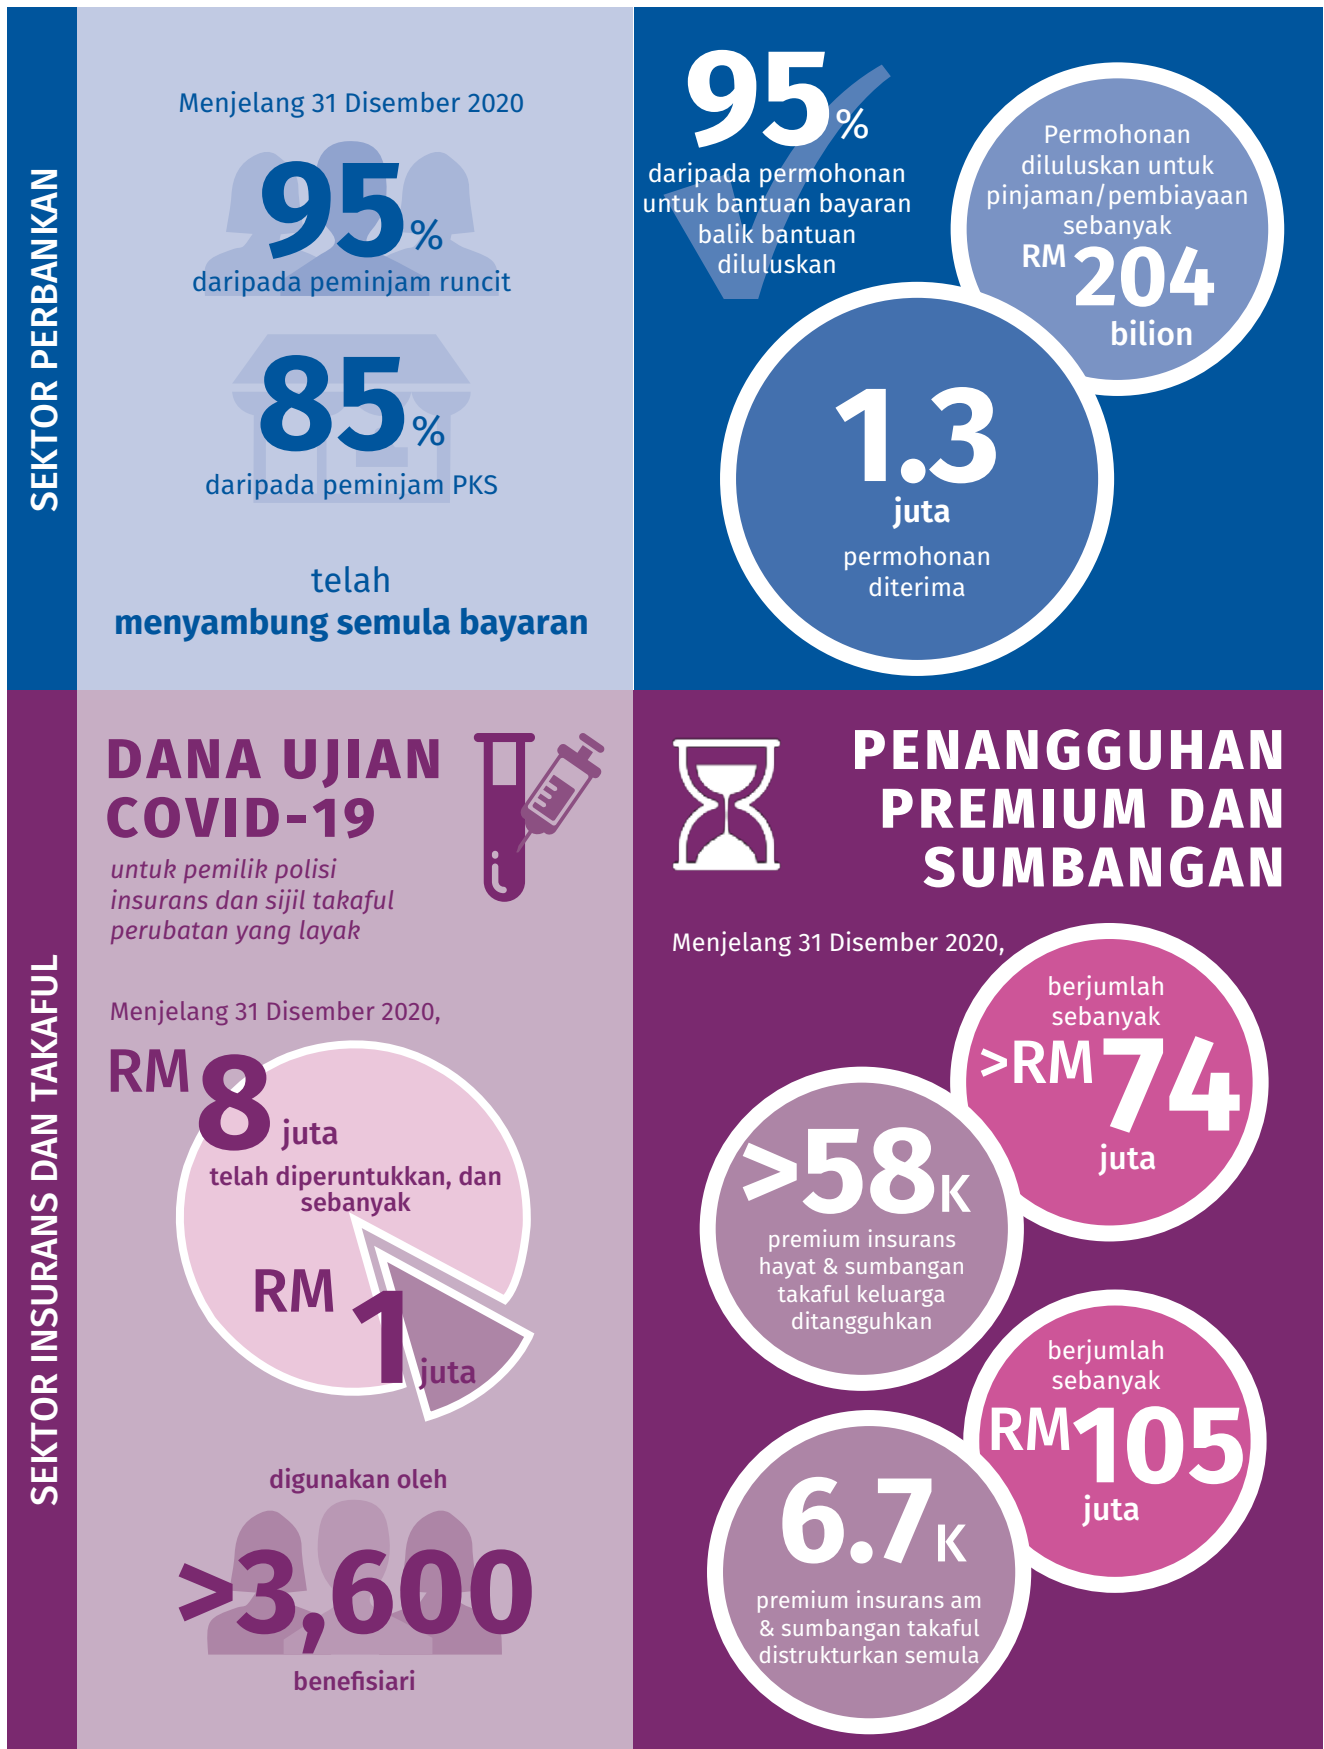 SEKTOR PERBANKAN
Menjelang 31 Disember 2020
95%
daripada peminjam runcit
85%
daripada peminjam PKS
telah
menyambung semula bayaran
95%
daripada permohonan
untuk bantuan bayaran
balik bantuan
diluluskan
Permohonan
diluluskan untuk
pinjaman/pembiayaan
sebanyak
RM 204
bilion
1.3
juta
permohonan
diterima
SEKTOR INSURANS DAN TAKAFUL
DANA UJIAN
COVID-19
untuk pemilik polisi
insurans dan sijil takaful
perubatan yang layak
Menjelang 31 Disember 2020,
RM 8 juta
telah diperuntukkan, dan
sebanyak
RM 1 juta
digunakan oleh
>3,600
benefisiari
PENANGGUHAN
PREMIUM DAN
SUMBANGAN
Menjelang 31 Disember 2020,
berjumlah
sebanyak
>RM 74
juta
>58K
premium insurans
hayat & sumbangan
takaful keluarga
ditangguhkan
berjumlah
sebanyak
RM105
juta
6.7K
premium insurans am
& sumbangan takaful
distrukturkan semula